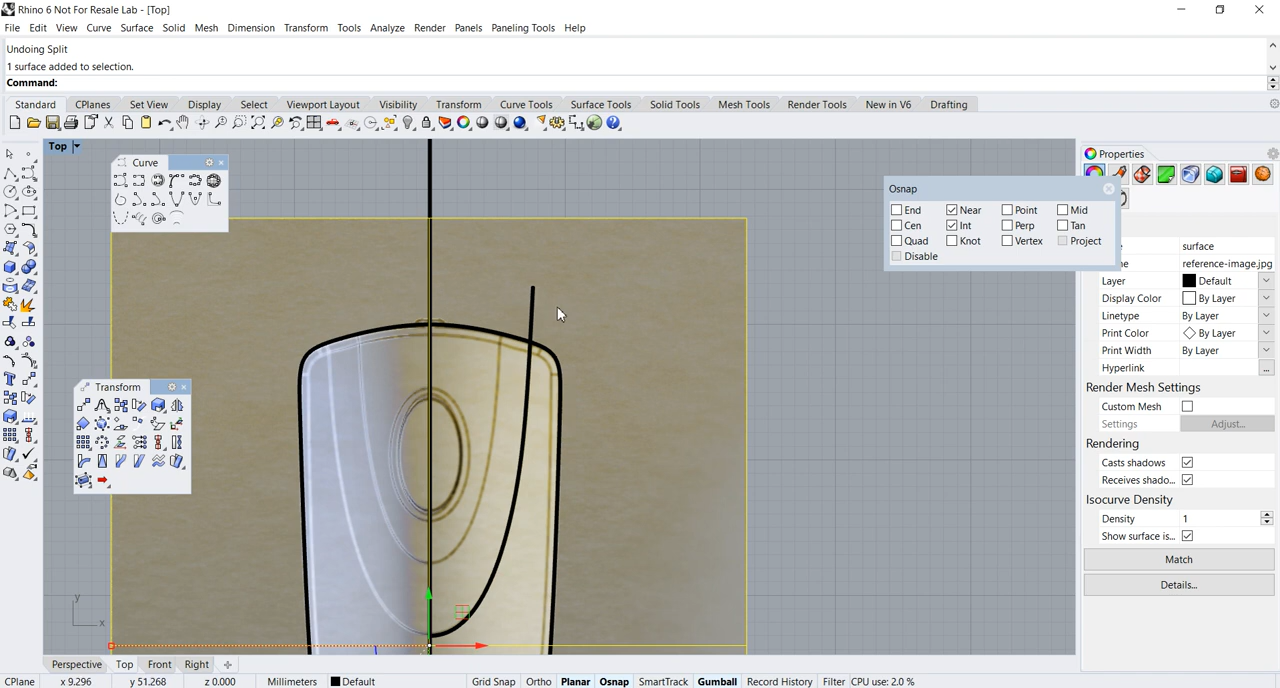 Rhino 6 Not For Resale Lab - [Top]
File Edit View Curve Surface Solid Mesh Dimension Transform Tools Analyze Render Panels Paneling Tools Help
Undoing Split
1 surface added to selection.
Command:
Standard CPlanes Set View Display Select Viewport Layout Visibility Transform Curve Tools Surface Tools Solid Tools Mesh Tools Render Tools New in V6 Drafting
Top
Curve
Properties
Osnap
End Near Point Mid
Cen Int Perp Tan
Quad Knot Vertex Project
Disable
surface
reference-image.jpg
Layer Default
Display Color By Layer
Linetype By Layer
Print Color By Layer
Print Width By Layer
Hyperlink ...
Render Mesh Settings
Custom Mesh
Settings Adjust...
Rendering
Casts shadows
Receives shado...
Isocurve Density
Density 1
Show surface is...
Match
Details...
Transform
y
x
Perspective Top Front Right
CPlane x 9.296 y 51.268 z 0.000 Millimeters Default Grid Snap Ortho Planar Osnap SmartTrack Gumball Record History Filter CPU use: 2.0 %